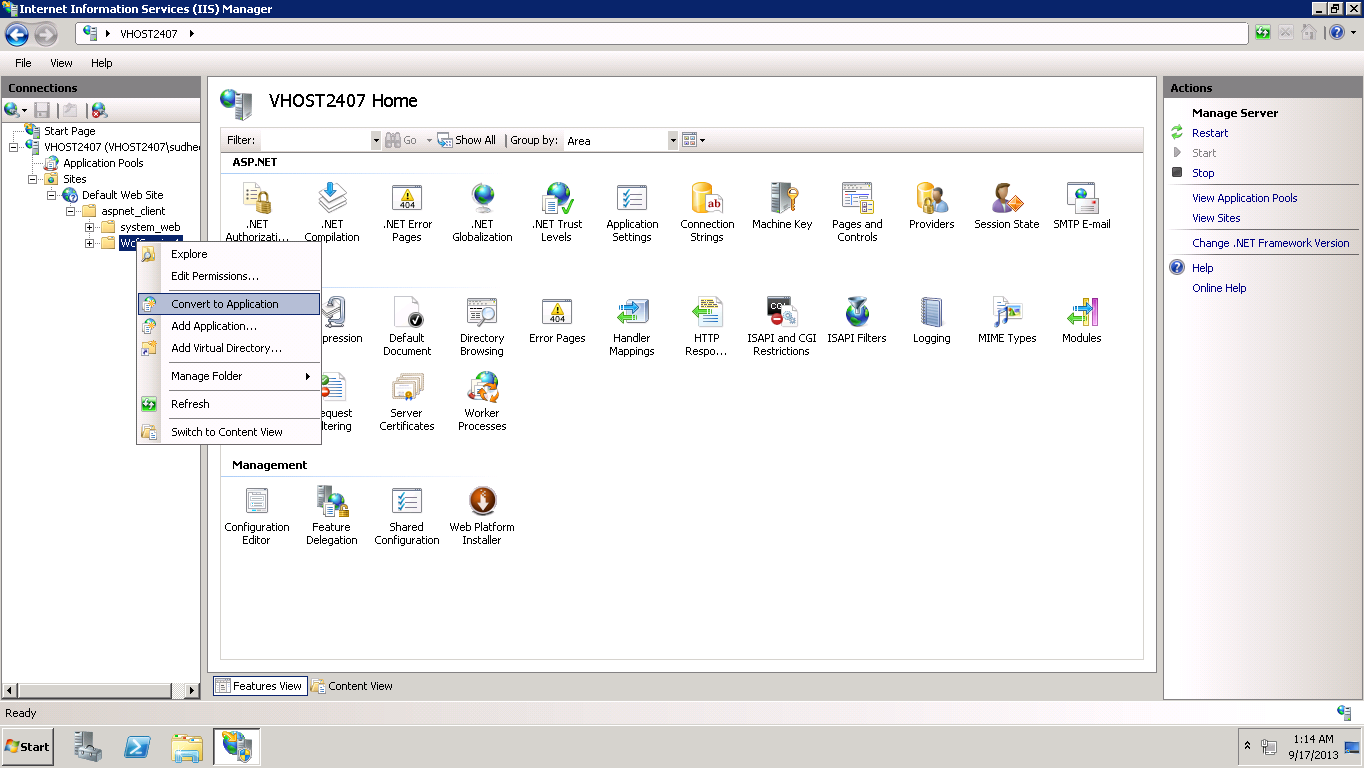 Internet Information Services (IIS) Manager
VHOST2407
File View Help
Connections
Start Page
VHOST2407 (VHOST2407\sudhe
Application Pools
Sites
Default Web Site
aspnet_client
system_web
Explore
Edit Permissions...
Convert to Application
Add Application...
Add Virtual Directory...
Manage Folder
Refresh
Switch to Content View
VHOST2407 Home
Filter: Go Show All Group by: Area
ASP.NET
.NET Authorizati...
.NET Compilation
.NET Error Pages
.NET Globalization
.NET Trust Levels
Application Settings
Connection Strings
Machine Key
Pages and Controls
Providers
Session State
SMTP E-mail
pression
Default Document
Directory Browsing
Error Pages
Handler Mappings
HTTP Respo...
ISAPI and CGI Restrictions
ISAPI Filters
Logging
MIME Types
Modules
equest ltering
Server Certificates
Worker Processes
Management
Configuration Editor
Feature Delegation
Shared Configuration
Web Platform Installer
Features View Content View
Actions
Manage Server
Restart
Start
Stop
View Application Pools
View Sites
Change .NET Framework Version
Help
Online Help
Ready
Start
1:14 AM
9/17/2013